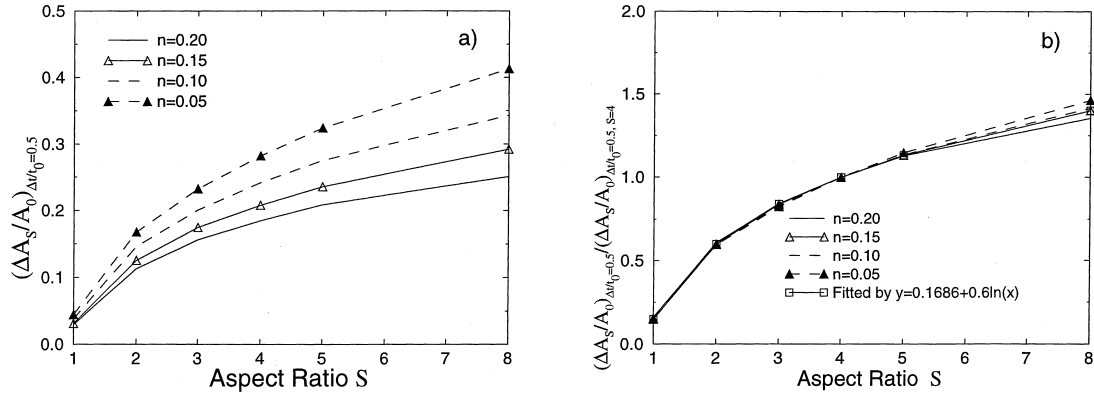 a)
n=0.20
n=0.15
n=0.10
n=0.05
0.5
0.4
0.3
0.2
0.1
0.0
(ΔA_S/A_0)_Δt/t_0=0.5
1 2 3 4 5 6 7 8
Aspect Ratio S
b)
2.0
1.5
1.0
0.5
0.0
(ΔA_S/A_0)_Δt/t_0=0.5/(ΔA_S/A_0)_Δt/t_0=0.5, S=4
n=0.20
n=0.15
n=0.10
n=0.05
Fitted by y=0.1686+0.6ln(x)
1 2 3 4 5 6 7 8
Aspect Ratio S